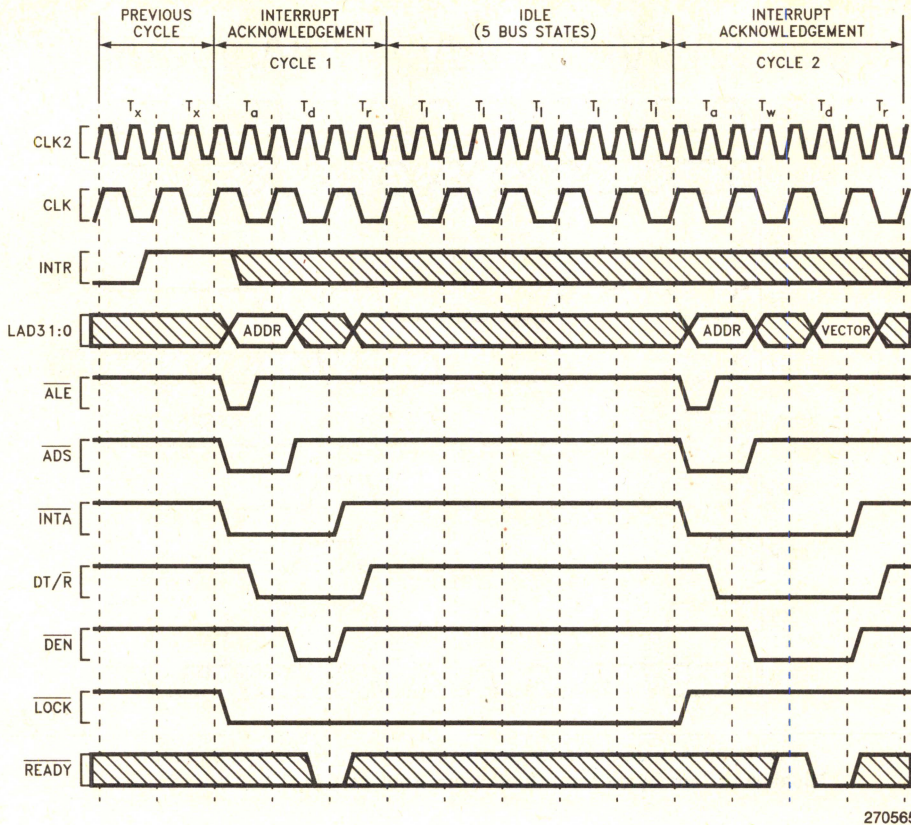 PREVIOUS CYCLE
INTERRUPT ACKNOWLEDGEMENT
CYCLE 1
IDLE
(5 BUS STATES)
INTERRUPT ACKNOWLEDGEMENT
CYCLE 2
Tx Tx Ta Td Tr TI TI TI TI TI Ta Tw Td Tr
CLK2
CLK
INTR
LAD31:0 ADDR ADDR VECTOR
ALE
ADS
INTA
DT/R
DEN
LOCK
READY
270565